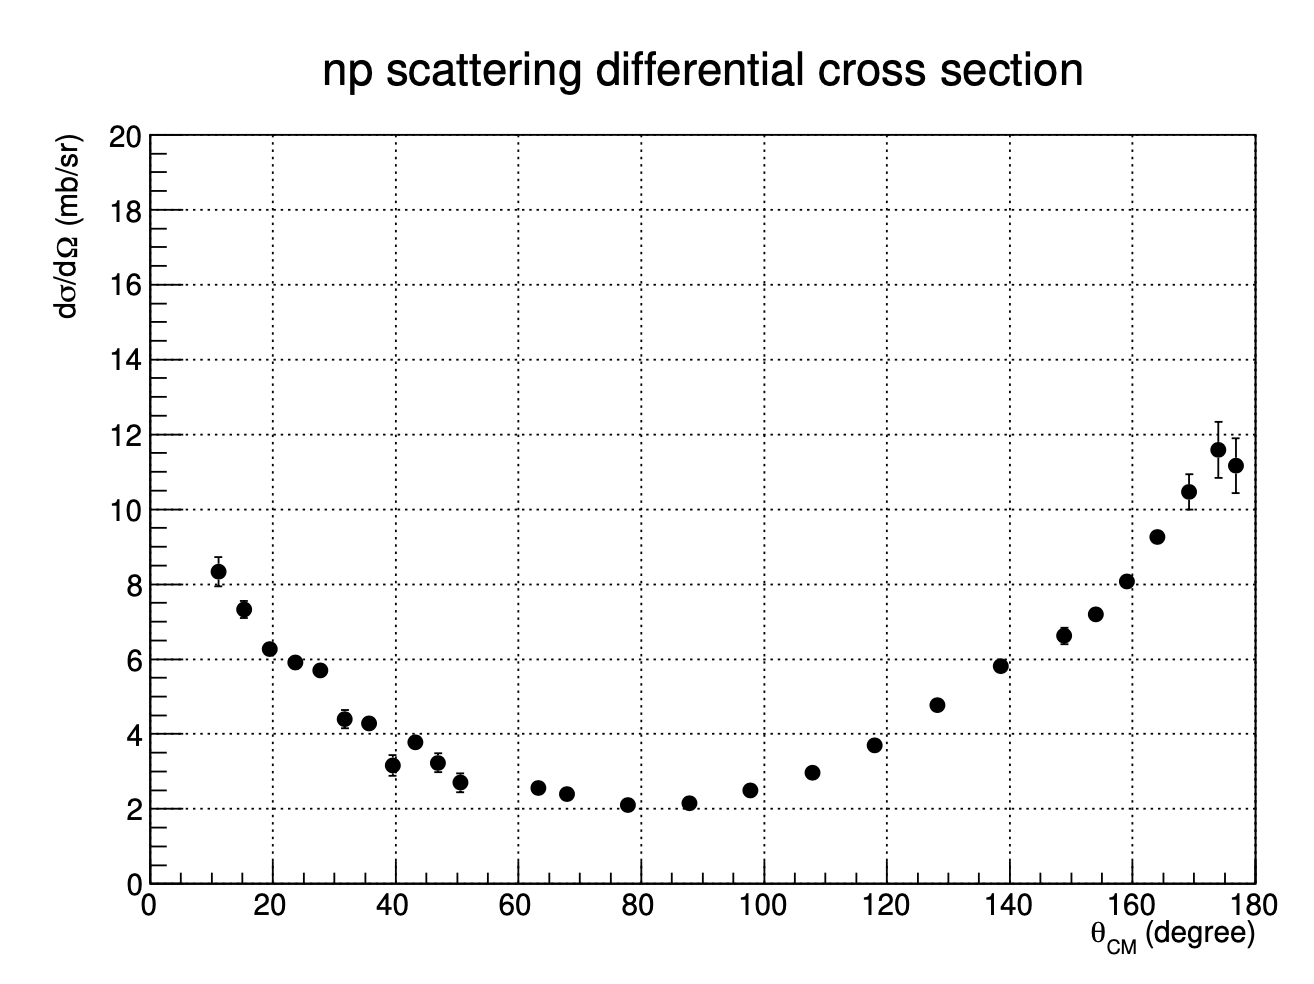 np scattering differential cross section
dσ/dΩ (mb/sr)
20
18
16
14
12
10
8
6
4
2
0
0 20 40 60 80 100 120 140 160 180
θCM (degree)